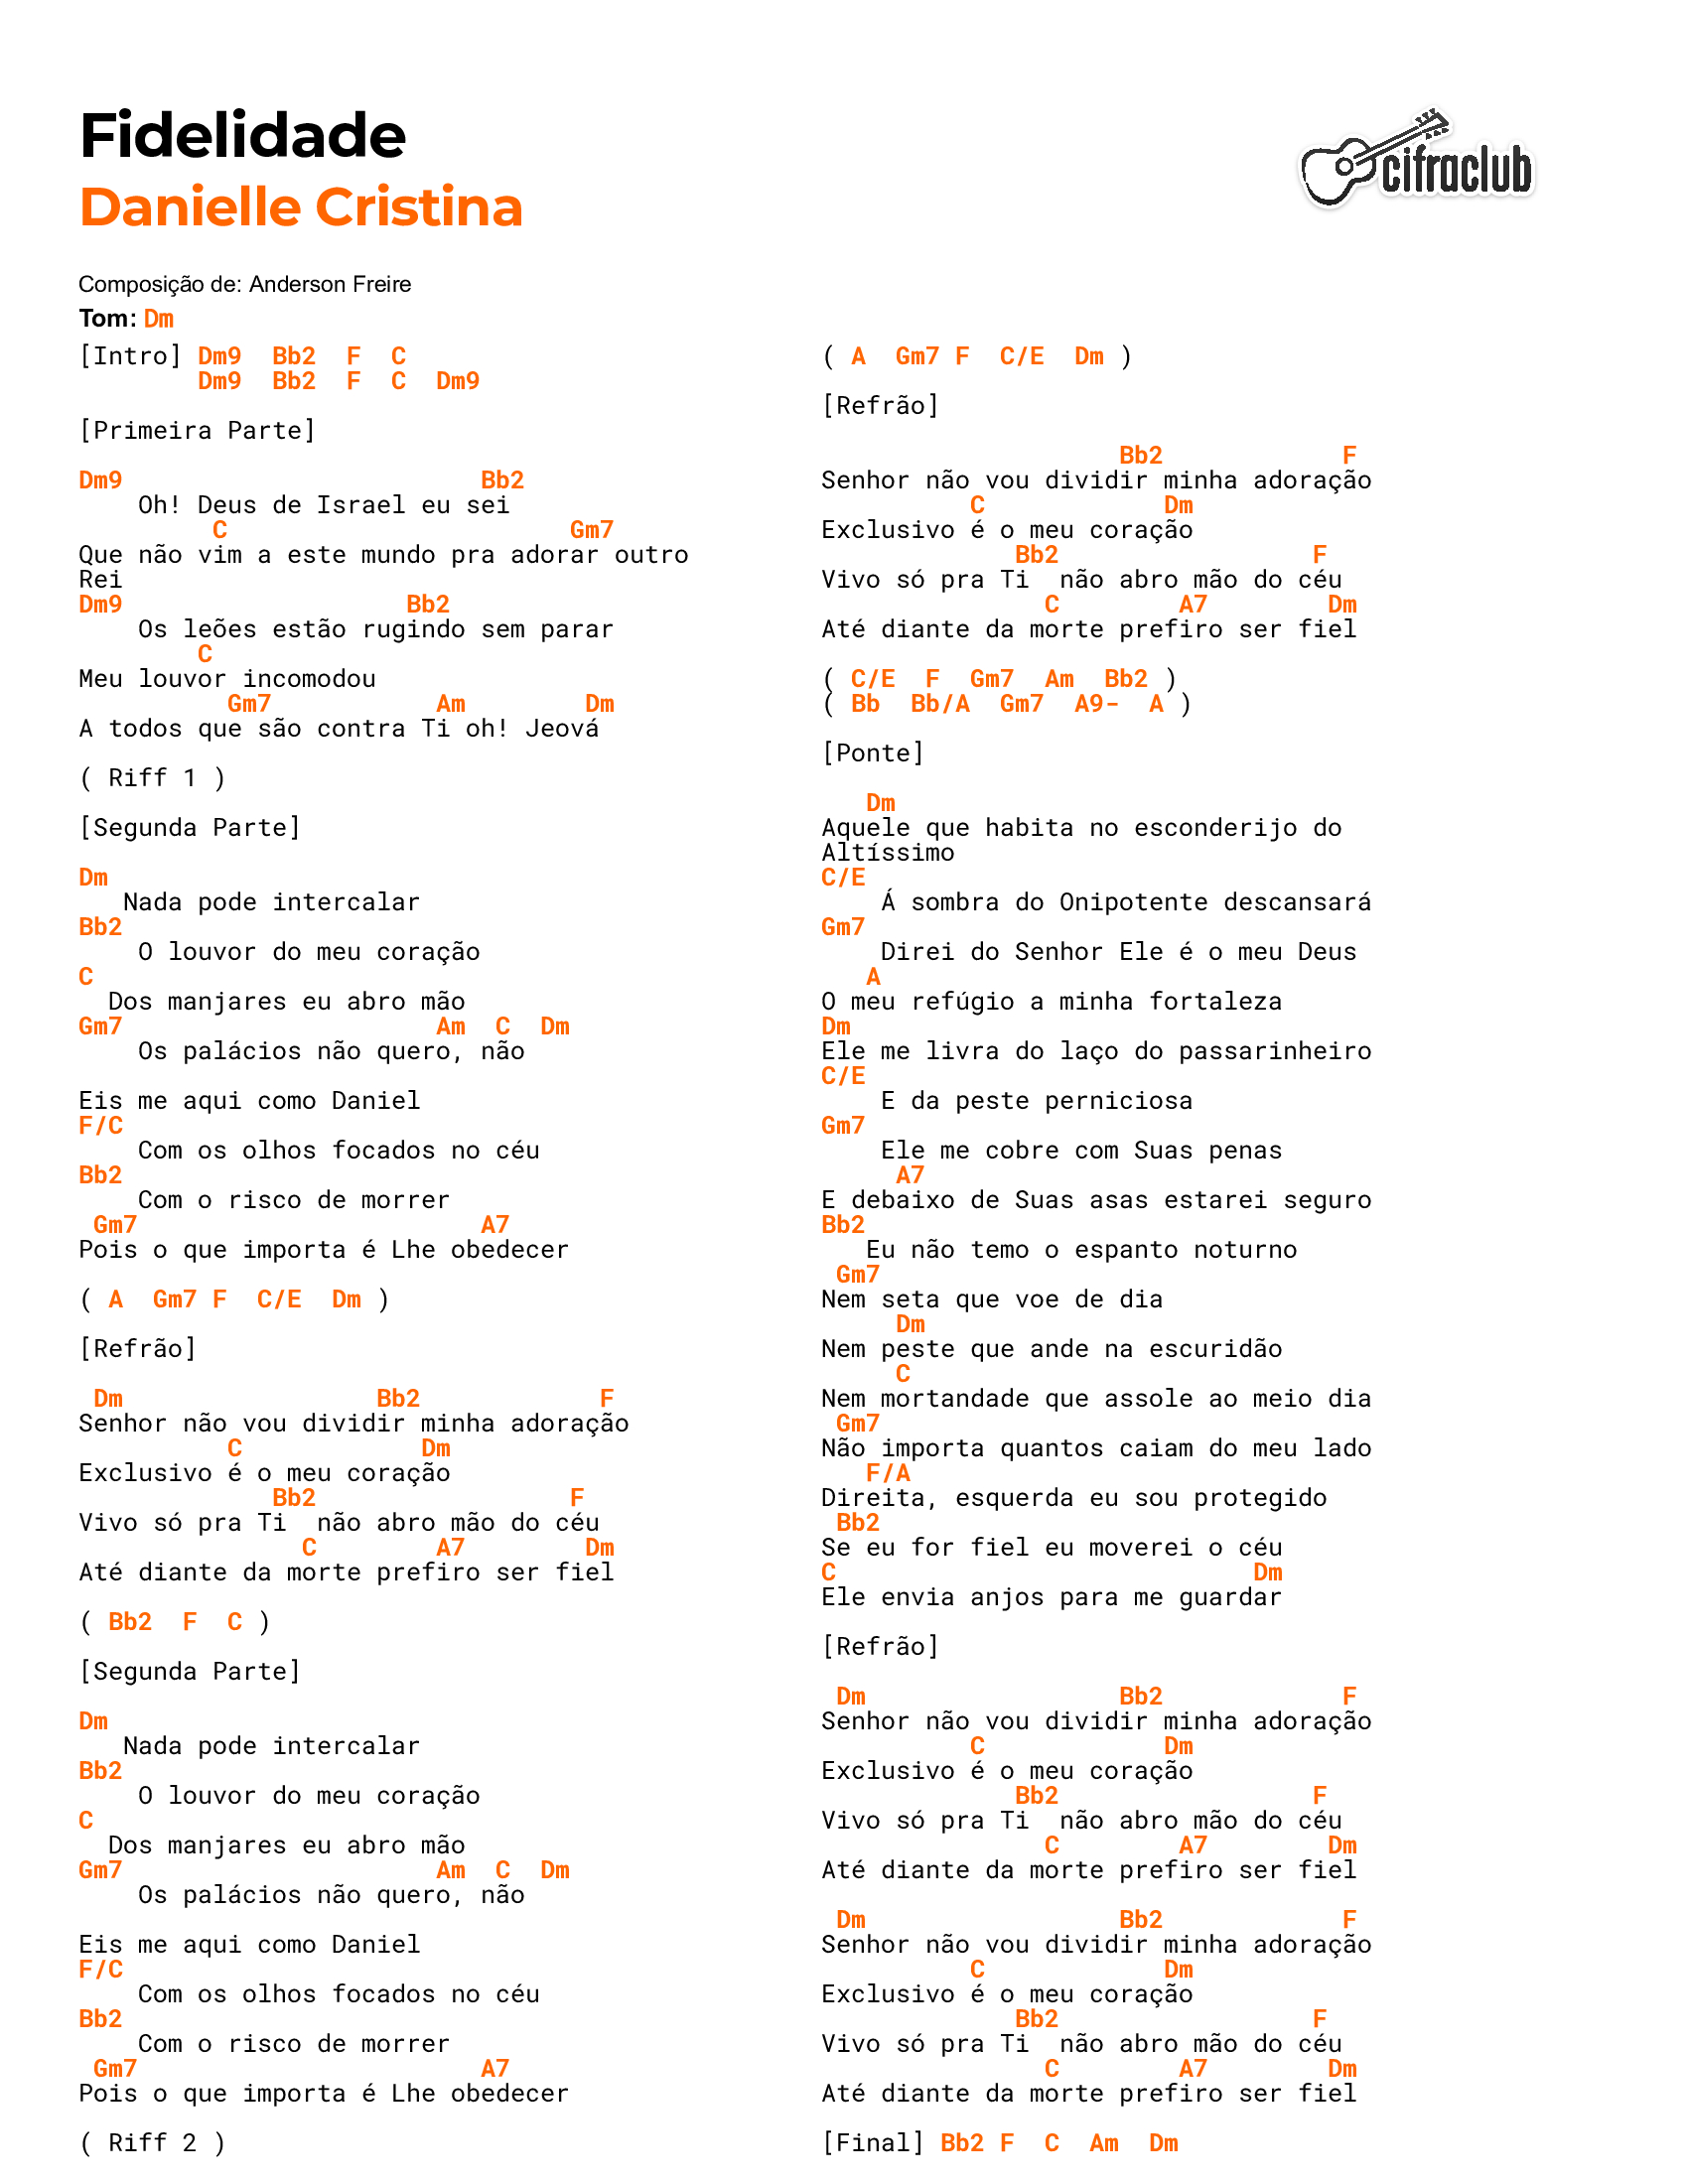 Fidelidade
cifraclub
Danielle Cristina
Composição de: Anderson Freire
Tom: Dm
[Intro] Dm9  Bb2  F  C
        Dm9  Bb2  F  C  Dm9

[Primeira Parte]

Dm9                        Bb2
    Oh! Deus de Israel eu sei
         C                       Gm7
Que não vim a este mundo pra adorar outro
Rei
Dm9                   Bb2
    Os leões estão rugindo sem parar
        C
Meu louvor incomodou
          Gm7           Am        Dm
A todos que são contra Ti oh! Jeová

( Riff 1 )

[Segunda Parte]

Dm
   Nada pode intercalar
Bb2
    O louvor do meu coração
C
  Dos manjares eu abro mão
Gm7                     Am  C  Dm
    Os palácios não quero, não

Eis me aqui como Daniel
F/C
    Com os olhos focados no céu
Bb2
    Com o risco de morrer
 Gm7                       A7
Pois o que importa é Lhe obedecer

( A  Gm7 F  C/E  Dm )

[Refrão]

 Dm                 Bb2            F
Senhor não vou dividir minha adoração
          C            Dm
Exclusivo é o meu coração
             Bb2                 F
Vivo só pra Ti  não abro mão do céu
               C        A7        Dm
Até diante da morte prefiro ser fiel

( Bb2  F  C )

[Segunda Parte]

Dm
   Nada pode intercalar
Bb2
    O louvor do meu coração
C
  Dos manjares eu abro mão
Gm7                     Am  C  Dm
    Os palácios não quero, não

Eis me aqui como Daniel
F/C
    Com os olhos focados no céu
Bb2
    Com o risco de morrer
 Gm7                       A7
Pois o que importa é Lhe obedecer

( Riff 2 )

( A  Gm7 F  C/E  Dm )

[Refrão]

                    Bb2            F
Senhor não vou dividir minha adoração
          C            Dm
Exclusivo é o meu coração
             Bb2                 F
Vivo só pra Ti  não abro mão do céu
               C        A7        Dm
Até diante da morte prefiro ser fiel

( C/E  F  Gm7  Am  Bb2 )
( Bb  Bb/A  Gm7  A9-  A )

[Ponte]

   Dm
Aquele que habita no esconderijo do
Altíssimo
C/E
    Á sombra do Onipotente descansará
Gm7
    Direi do Senhor Ele é o meu Deus
   A
O meu refúgio a minha fortaleza
Dm
Ele me livra do laço do passarinheiro
C/E
    E da peste perniciosa
Gm7
    Ele me cobre com Suas penas
     A7
E debaixo de Suas asas estarei seguro
Bb2
   Eu não temo o espanto noturno
 Gm7
Nem seta que voe de dia
     Dm
Nem peste que ande na escuridão
     C
Nem mortandade que assole ao meio dia
 Gm7
Não importa quantos caiam do meu lado
   F/A
Direita, esquerda eu sou protegido
 Bb2
Se eu for fiel eu moverei o céu
C                            Dm
Ele envia anjos para me guardar

[Refrão]

 Dm                 Bb2            F
Senhor não vou dividir minha adoração
          C            Dm
Exclusivo é o meu coração
             Bb2                 F
Vivo só pra Ti  não abro mão do céu
               C        A7        Dm
Até diante da morte prefiro ser fiel

 Dm                 Bb2            F
Senhor não vou dividir minha adoração
          C            Dm
Exclusivo é o meu coração
             Bb2                 F
Vivo só pra Ti  não abro mão do céu
               C        A7        Dm
Até diante da morte prefiro ser fiel

[Final] Bb2 F  C  Am  Dm